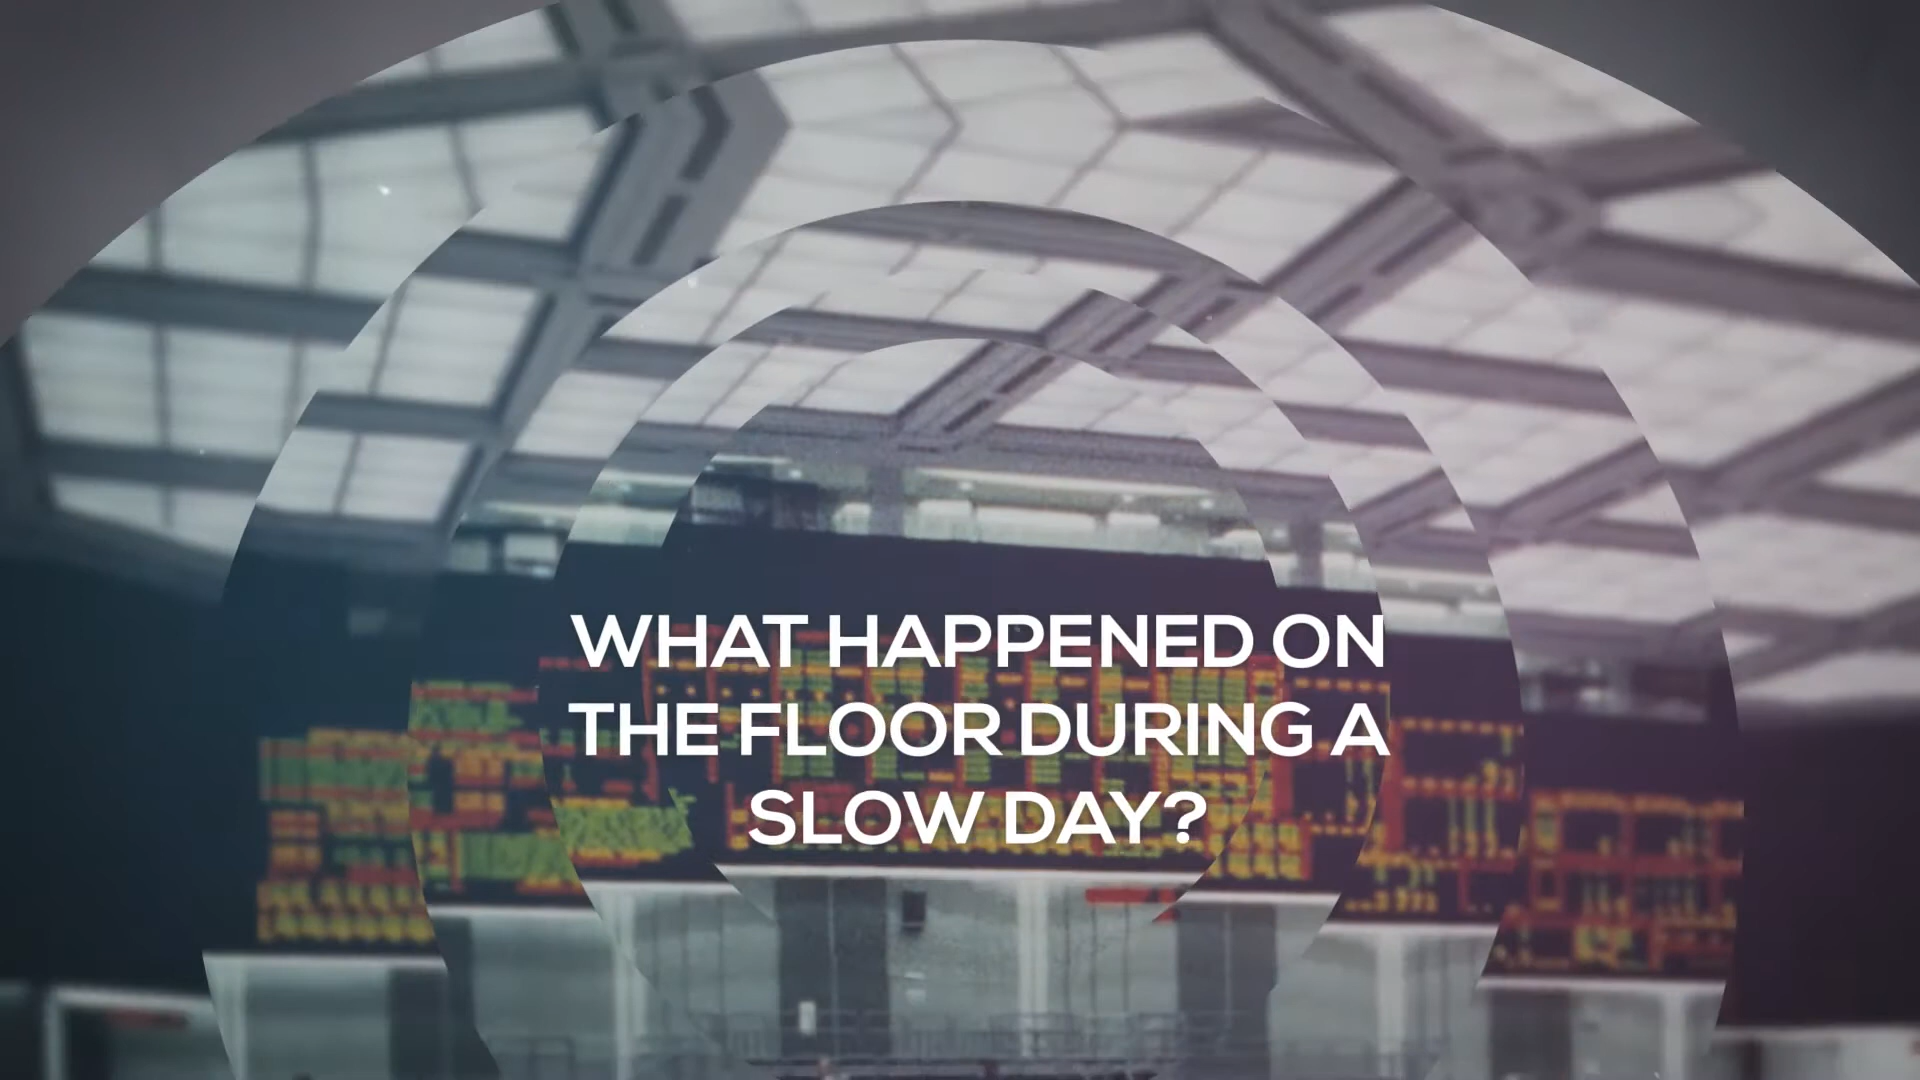 WHAT HAPPENED ON
THE FLOOR DURING A
SLOW DAY?